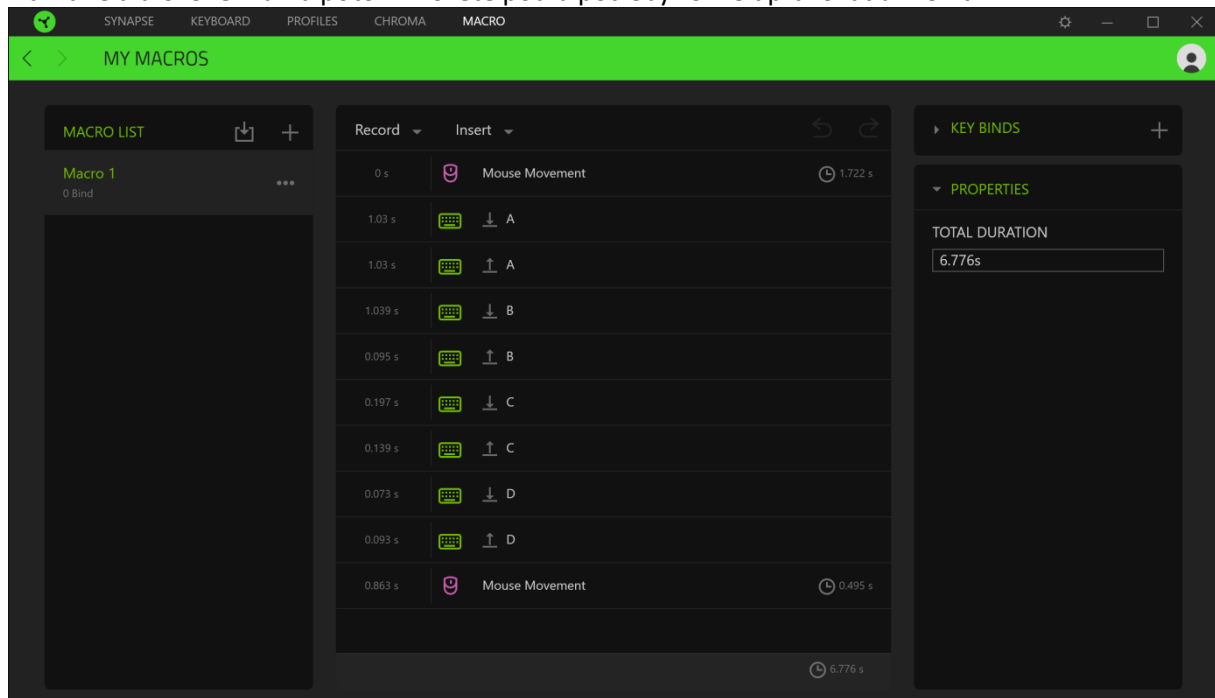 SYNAPSE KEYBOARD PROFILES CHROMA MACRO
MY MACROS
MACRO LIST
Macro 1
0 Bind
Record Insert
0 s Mouse Movement 1.722 s
1.03 s A
1.03 s A
1.039 s B
0.095 s B
0.197 s C
0.139 s C
0.073 s D
0.093 s D
0.863 s Mouse Movement 0.495 s
6.776 s
KEY BINDS
PROPERTIES
TOTAL DURATION
6.776s